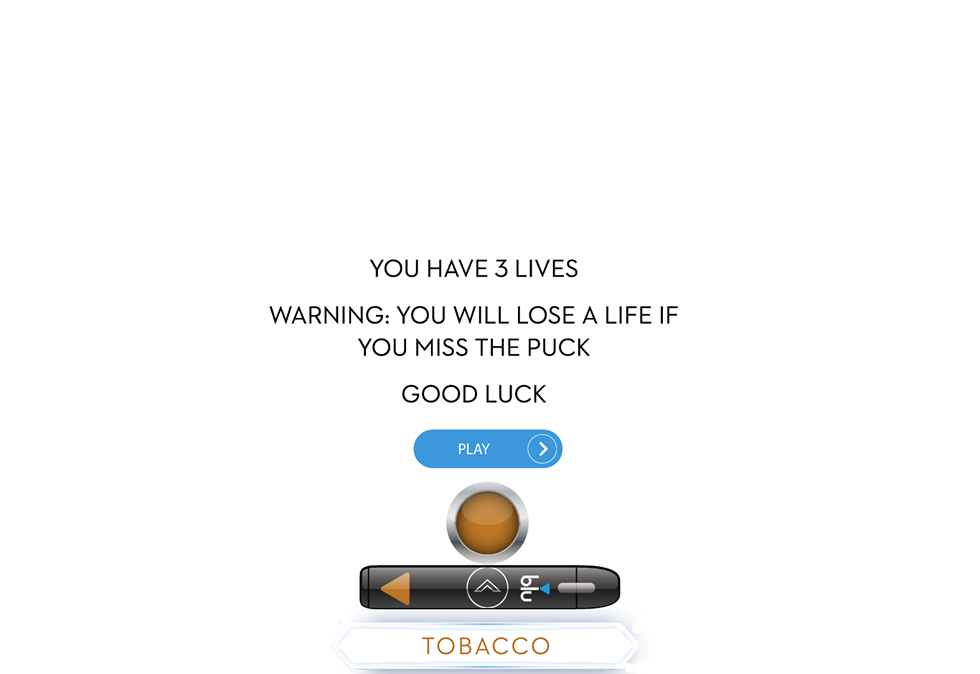 YOU HAVE 3 LIVES
WARNING: YOU WILL LOSE A LIFE IF
YOU MISS THE PUCK
GOOD LUCK
PLAY
blu
TOBACCO